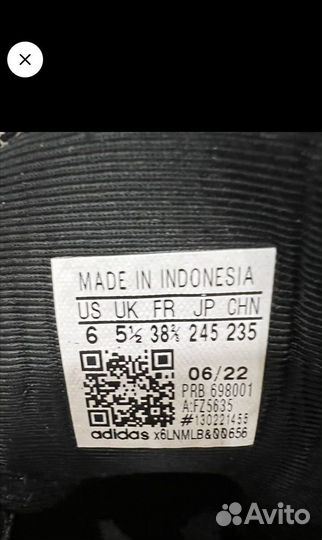 MADE IN INDONESIA
US UK FR JP CHN
6 5½ 38⅔ 245 235
06/22
PRB 698001
A:FZ5635
#130221455
adidas x6LNMLB&00656
Avito